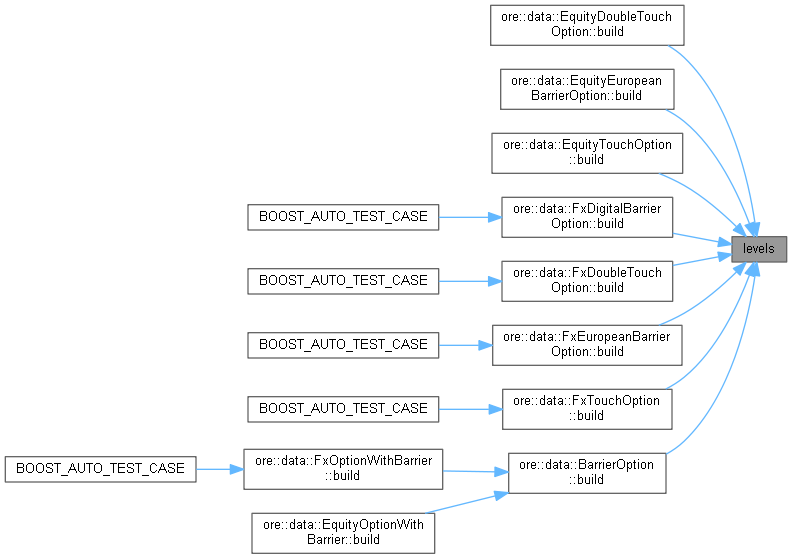 ore::data::EquityDoubleTouch
Option::build
ore::data::EquityEuropean
BarrierOption::build
ore::data::EquityTouchOption
::build
BOOST_AUTO_TEST_CASE
ore::data::FxDigitalBarrier
Option::build
levels
BOOST_AUTO_TEST_CASE
ore::data::FxDoubleTouch
Option::build
BOOST_AUTO_TEST_CASE
ore::data::FxEuropeanBarrier
Option::build
BOOST_AUTO_TEST_CASE
ore::data::FxTouchOption
::build
BOOST_AUTO_TEST_CASE
ore::data::FxOptionWithBarrier
::build
ore::data::BarrierOption
::build
ore::data::EquityOptionWith
Barrier::build